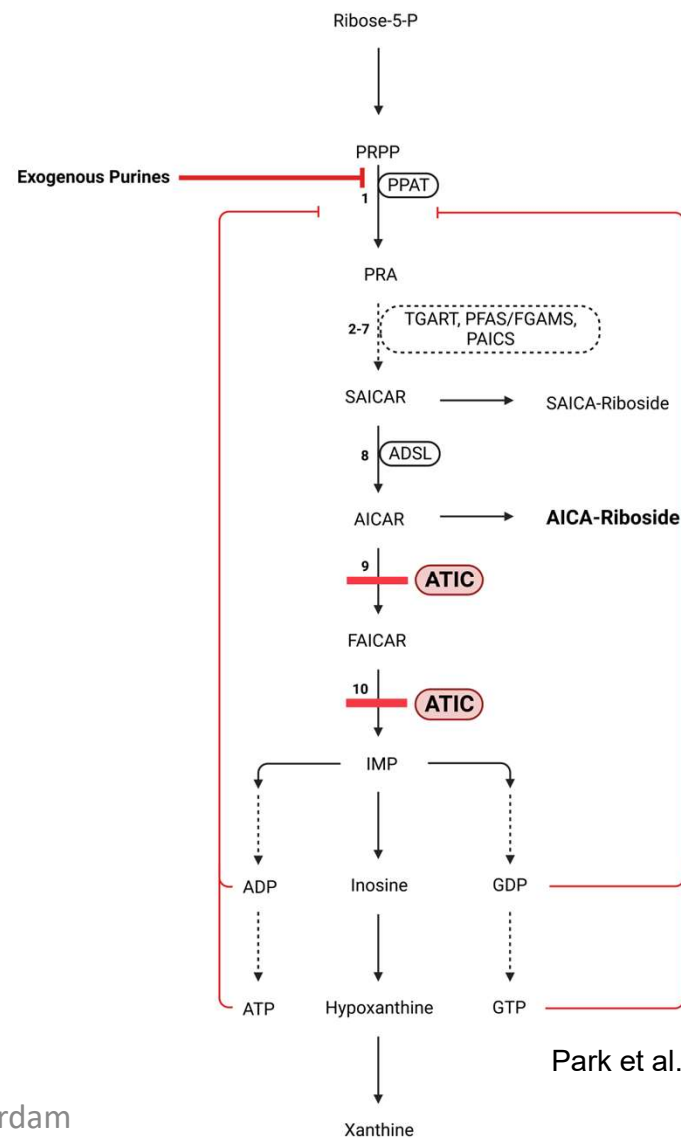 Ribose-5-P
PRPP
Exogenous Purines
PPAT
1
PRA
2-7
TGART, PFAS/FGAMS,
PAICS
SAICAR
SAICA-Riboside
8
ADSL
AICAR
AICA-Riboside
9
ATIC
FAICAR
10
ATIC
IMP
ADP
Inosine
GDP
ATP
Hypoxanthine
GTP
Park et al.
rdam
Xanthine